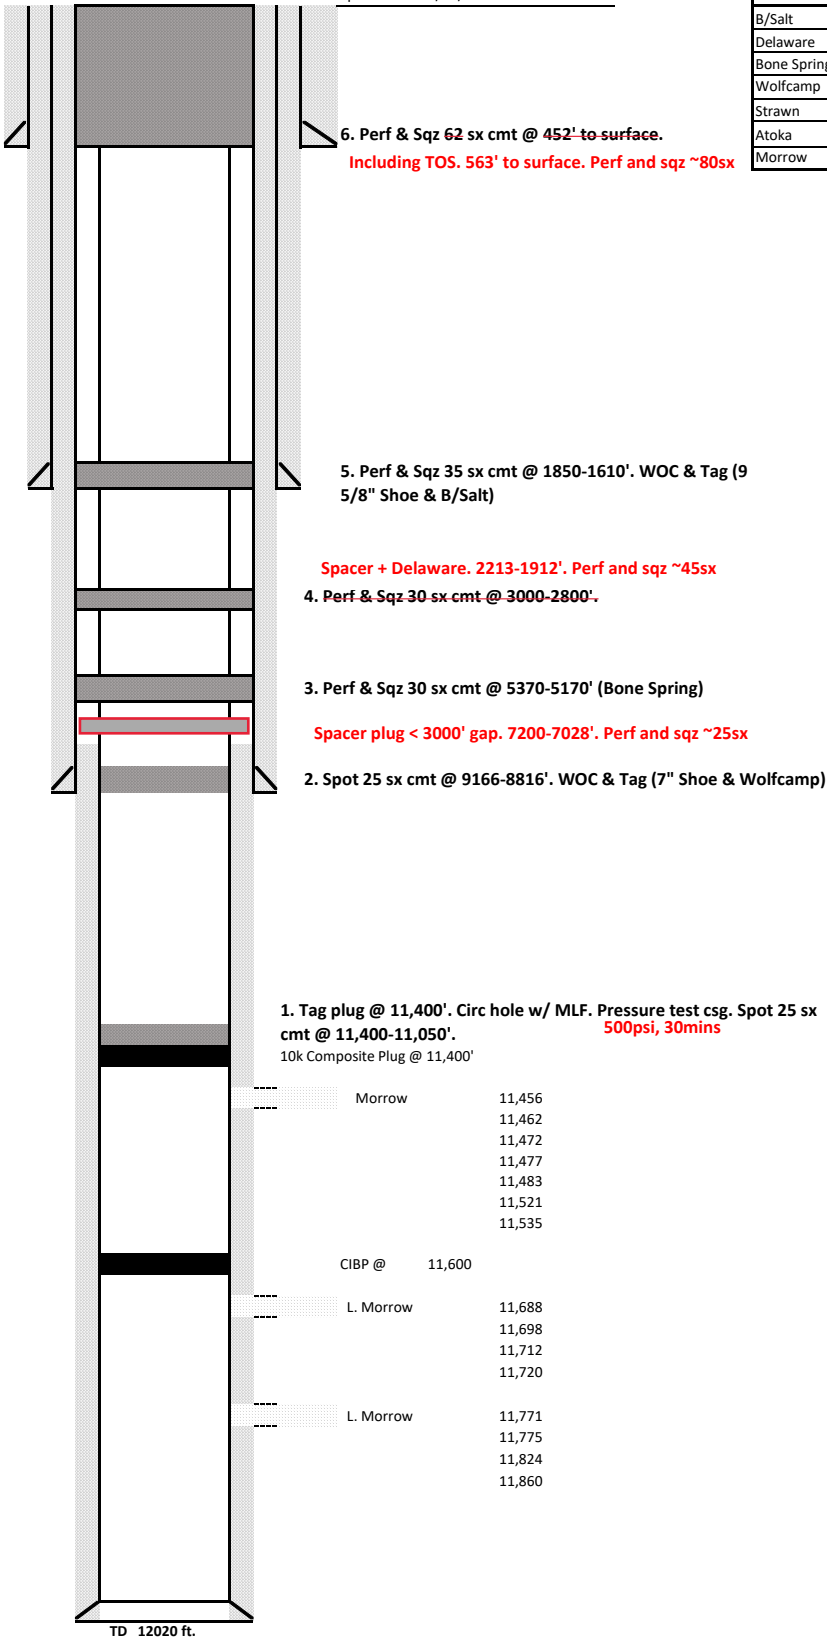 B/Salt
Delaware
Bone Spring
Wolfcamp
Strawn
Atoka
Morrow
6. Perf & Sqz 62 sx cmt @ 452' to surface.
Including TOS. 563' to surface. Perf and sqz ~80sx
5. Perf & Sqz 35 sx cmt @ 1850-1610'. WOC & Tag (9
5/8" Shoe & B/Salt)
Spacer + Delaware. 2213-1912'. Perf and sqz ~45sx
4. Perf & Sqz 30 sx cmt @ 3000-2800'.
3. Perf & Sqz 30 sx cmt @ 5370-5170' (Bone Spring)
Spacer plug < 3000' gap. 7200-7028'. Perf and sqz ~25sx
2. Spot 25 sx cmt @ 9166-8816'. WOC & Tag (7" Shoe & Wolfcamp)
1. Tag plug @ 11,400'. Circ hole w/ MLF. Pressure test csg. Spot 25 sx
cmt @ 11,400-11,050'.
500psi, 30mins
10k Composite Plug @ 11,400'
Morrow 11,456
11,462
11,472
11,477
11,483
11,521
11,535
CIBP @ 11,600
L. Morrow 11,688
11,698
11,712
11,720
L. Morrow 11,771
11,775
11,824
11,860
TD 12020 ft.